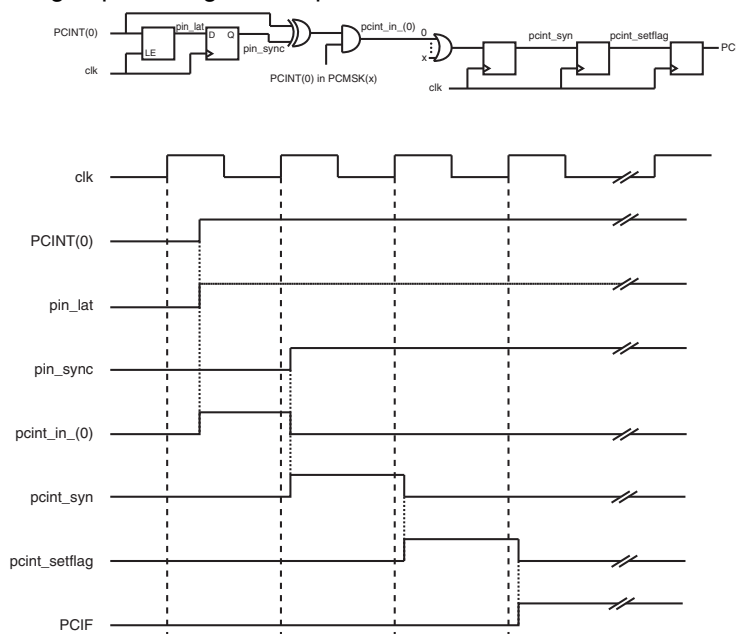 pin_lat
pcint_in_(0)
0
PCINT(0)
D
Q
pcint_syn
pcint_setflag
PC
LE
pin_sync
x
clk
PCINT(0) in PCMSK(x)
clk
clk
PCINT(0)
pin_lat
pin_sync
pcint_in_(0)
pcint_syn
pcint_setflag
PCIF